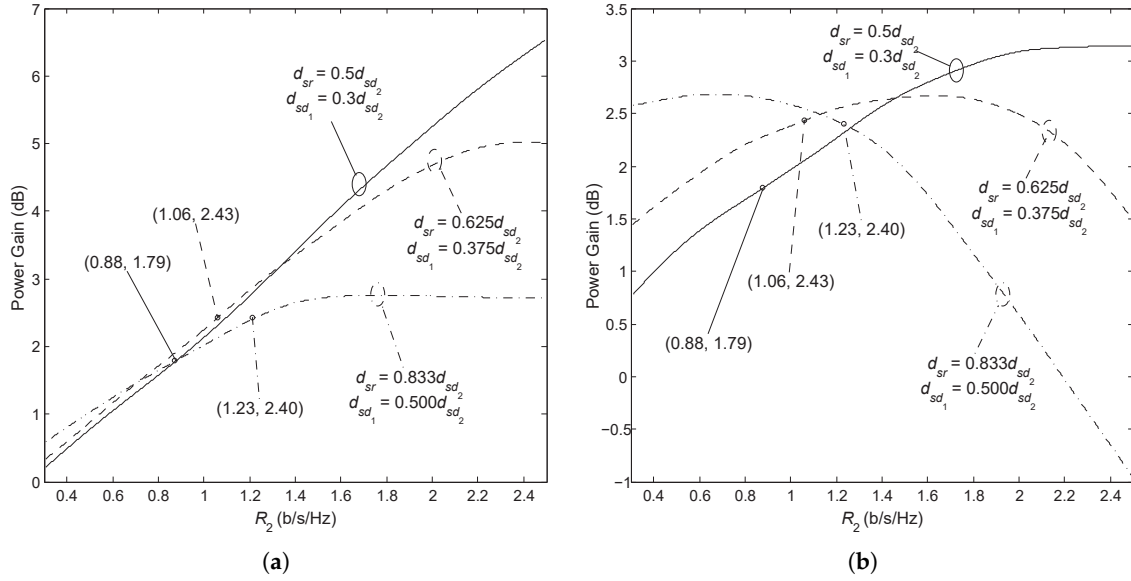 7
6
5
4
3
2
1
0
0.4 0.6 0.8 1 1.2 1.4 1.6 1.8 2 2.2 2.4
Power Gain (dB)
R2 (b/s/Hz)
dsr = 0.5dsd2
dsd1 = 0.3dsd2
(1.06, 2.43)
(0.88, 1.79)
dsr = 0.625dsd2
dsd1 = 0.375dsd2
(1.23, 2.40)
dsr = 0.833dsd2
dsd1 = 0.500dsd2
(a)
3.5
3
2.5
2
1.5
1
0.5
0
−0.5
−1
0.4 0.6 0.8 1 1.2 1.4 1.6 1.8 2 2.2 2.4
Power Gain (dB)
R2 (b/s/Hz)
dsr = 0.5dsd2
dsd1 = 0.3dsd2
dsr = 0.625dsd2
dsd1 = 0.375dsd2
(1.23, 2.40)
(1.06, 2.43)
(0.88, 1.79)
dsr = 0.833dsd2
dsd1 = 0.500dsd2
(b)